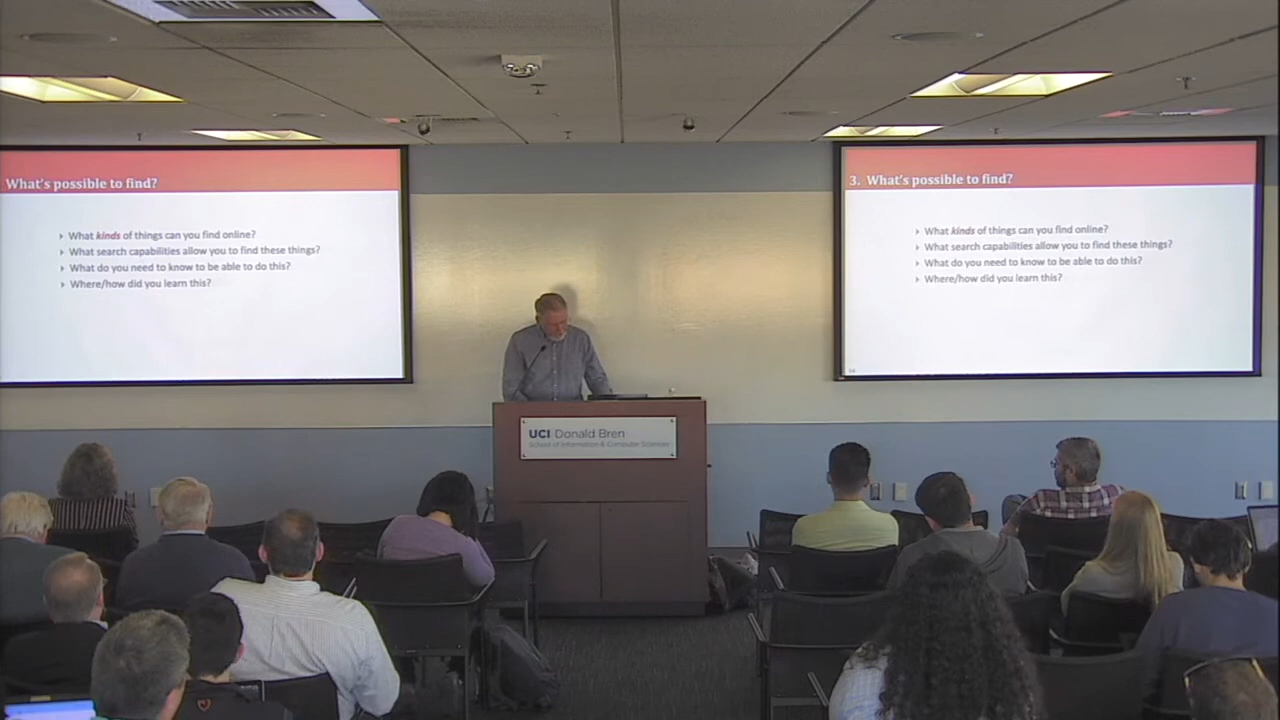 What's possible to find?
What kinds of things can you find online?
What search capabilities allow you to find these things?
What do you need to know to be able to do this?
Where/how did you learn this?
3. What's possible to find?
What kinds of things can you find online?
What search capabilities allow you to find these things?
What do you need to know to be able to do this?
Where/how did you learn this?
UCI Donald Bren
School of Information & Computer Sciences